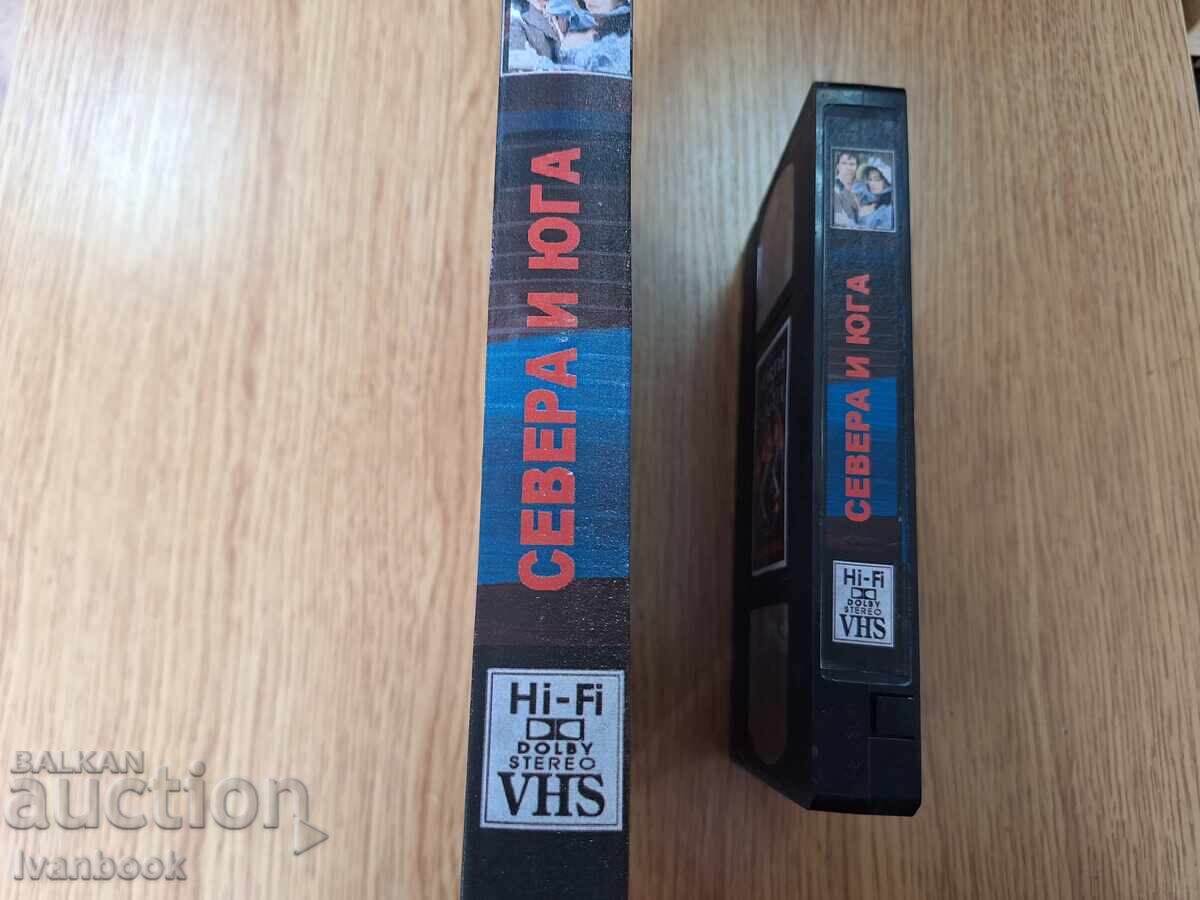 СЕВЕРА И ЮГА
Hi-Fi
DOLBY
STEREO
VHS
СЕВЕРА И ЮГА
Hi-Fi
DOLBY
STEREO
VHS
BALKAN
auction
Ivanbook